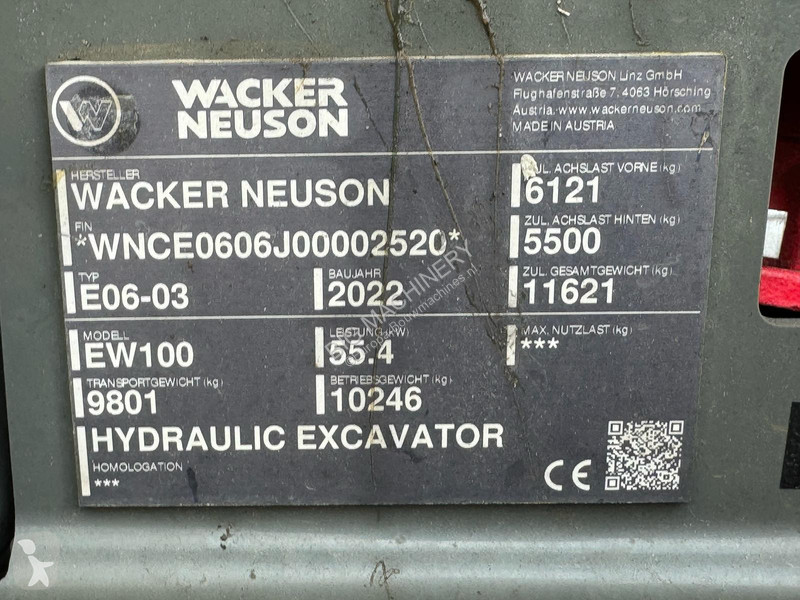 WACKER
NEUSON
WACKER NEUSON Linz GmbH
Flughafenstraße 7, 4063 Hörsching
Austria, www.wackerneuson.com
MADE IN AUSTRIA
HERSTELLER
WACKER NEUSON
ZUL. ACHSLAST VORNE (kg)
6121
FIN
*WNCE0606J00002520*
ZUL. ACHSLAST HINTEN (kg)
5500
TYP
E06-03
BAUJAHR
2022
ZUL. GESAMTGEWICHT (kg)
11621
MODELL
EW100
LEISTUNG (kW)
55.4
MAX. NUTZLAST (kg)
***
TRANSPORTGEWICHT (kg)
9801
BETRIEBSGEWICHT (kg)
10246
HYDRAULIC EXCAVATOR
HOMOLOGATION
***
CE
MACHINERY